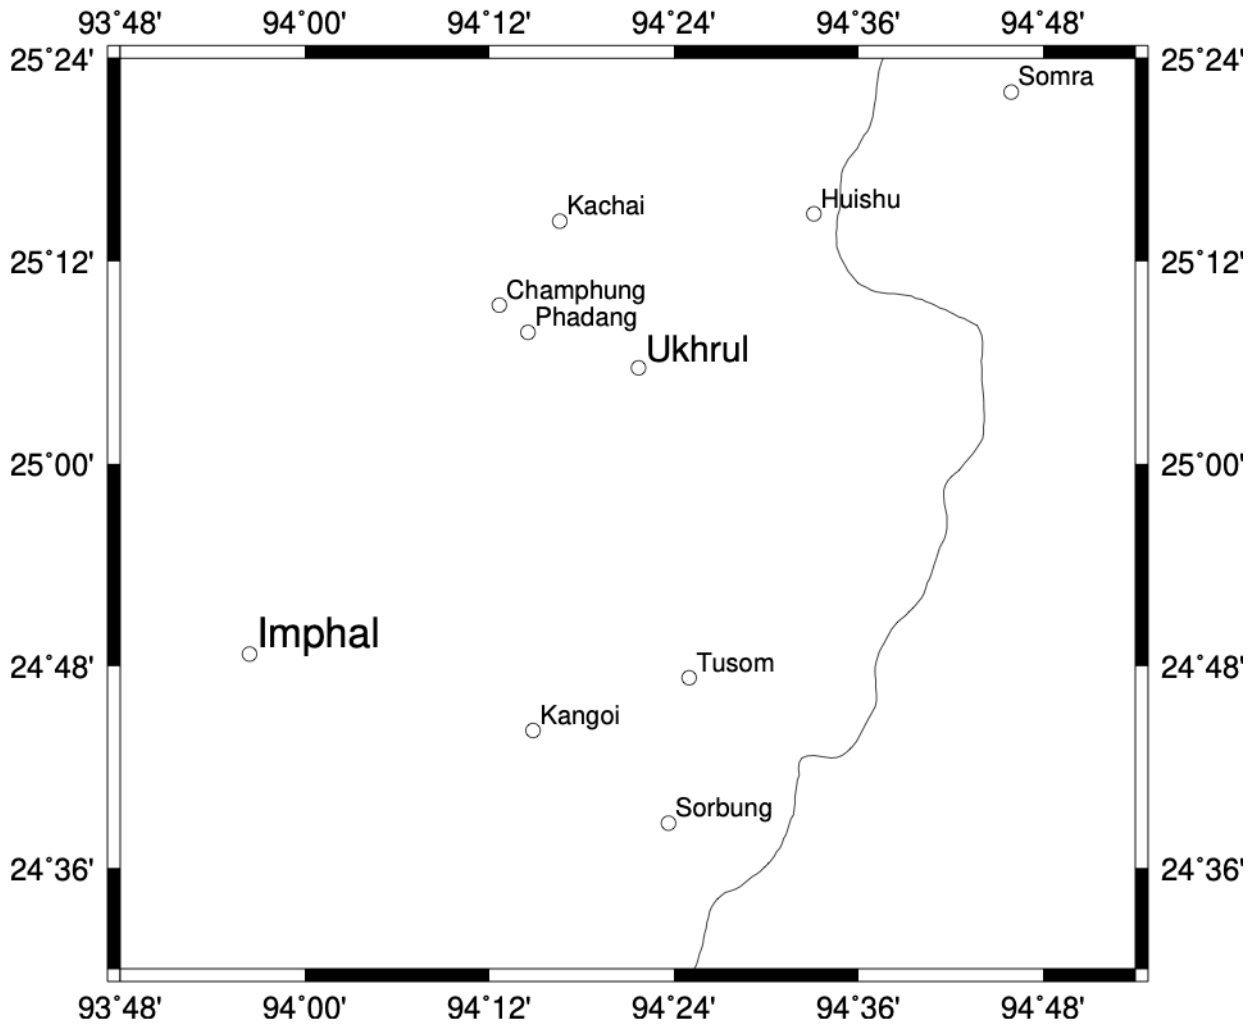 93˚48' 94˚00' 94˚12' 94˚24' 94˚36' 94˚48'
25˚24' 25˚24'
Somra
Huishu
Kachai
25˚12' 25˚12'
Champhung
Phadang
Ukhrul
25˚00' 25˚00'
Imphal
24˚48' 24˚48'
Tusom
Kangoi
Sorbung
24˚36' 24˚36'
93˚48' 94˚00' 94˚12' 94˚24' 94˚36' 94˚48'